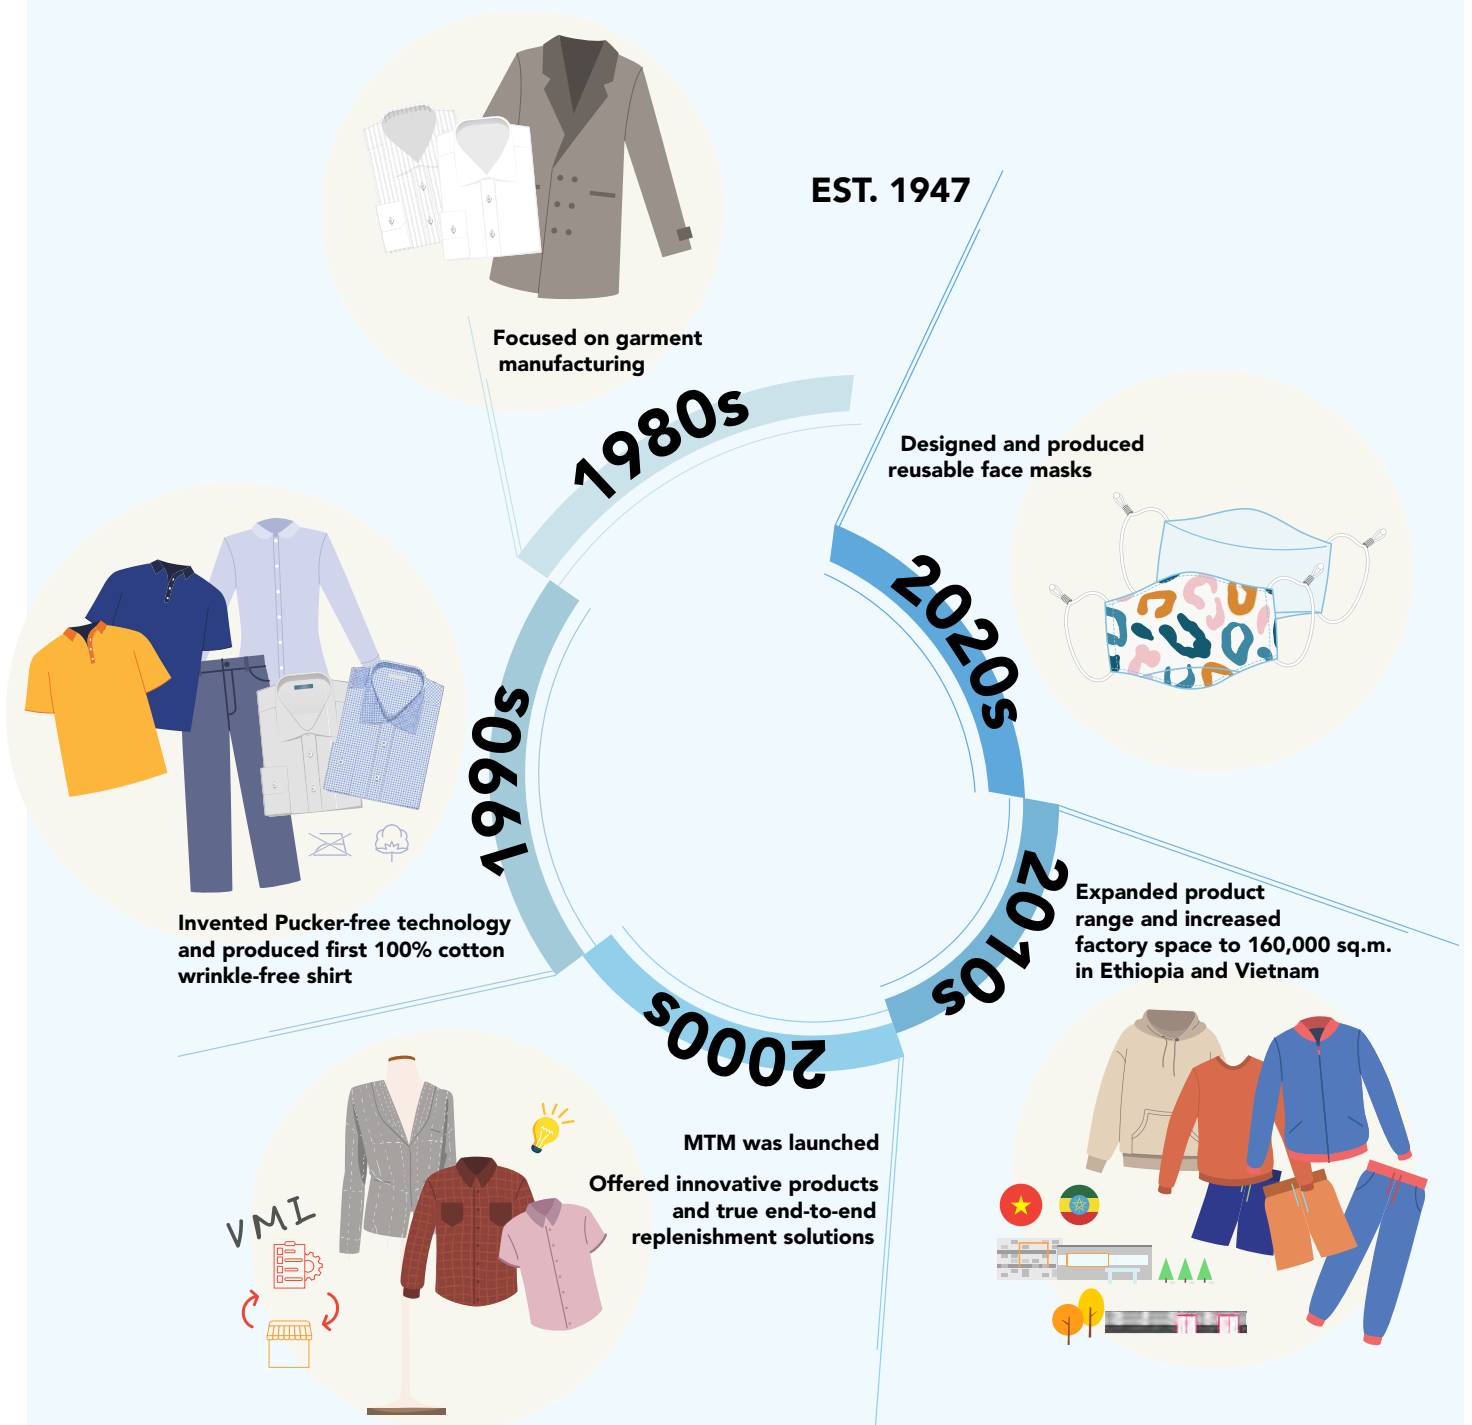 EST. 1947
Focused on garment
manufacturing
1980s
Invented Pucker-free technology
and produced first 100% cotton
wrinkle-free shirt
1990s
MTM was launched
Offered innovative products
and true end-to-end
replenishment solutions
VMI
2000s
Expanded product
range and increased
factory space to 160,000 sq.m.
in Ethiopia and Vietnam
2010s
Designed and produced
reusable face masks
2020s